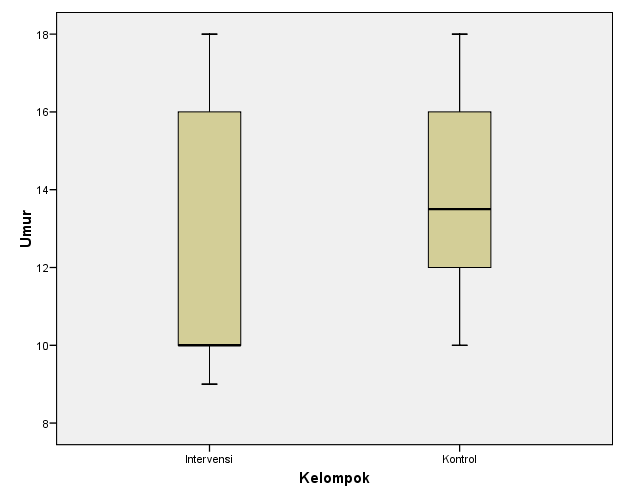 18
16
14
12
10
8
Umur
Intervensi
Kontrol
Kelompok